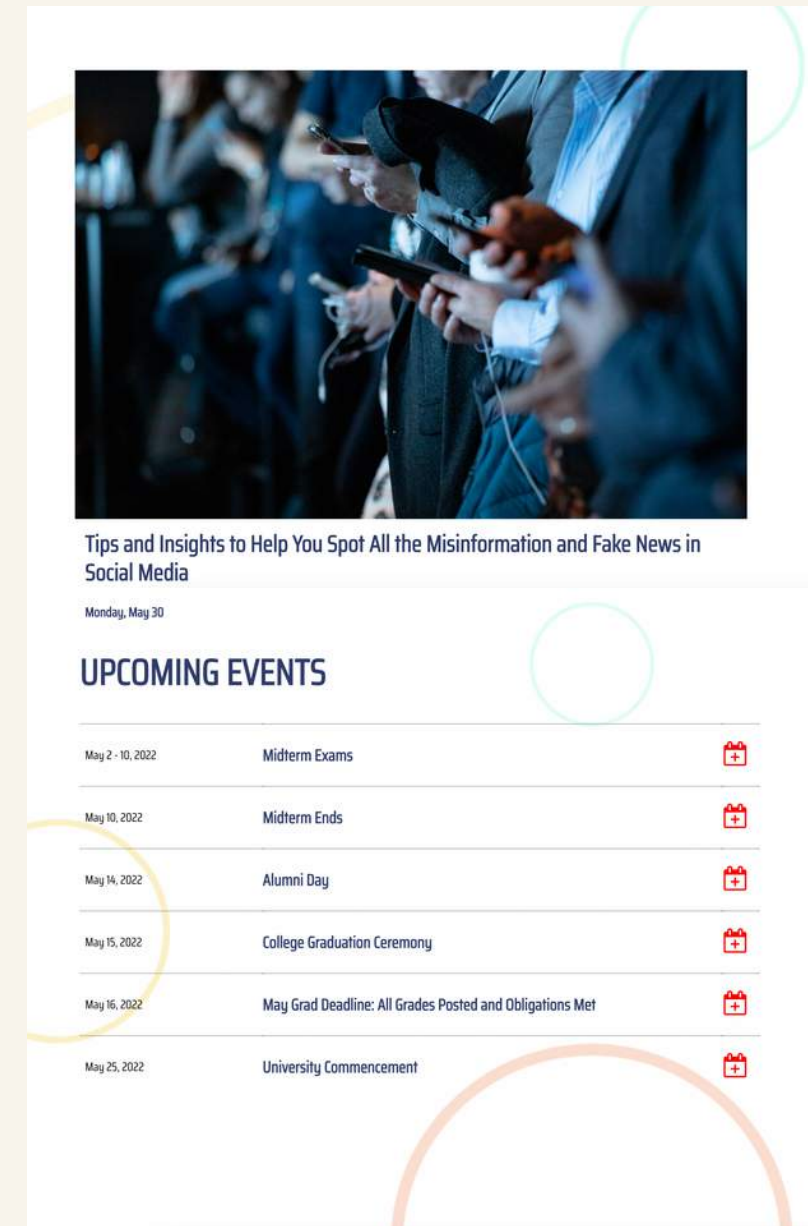 Tips and Insights to Help You Spot All the Misinformation and Fake News in
Social Media
Monday, May 30
UPCOMING EVENTS
May 2 - 10, 2022 Midterm Exams
May 10, 2022 Midterm Ends
May 14, 2022 Alumni Day
May 15, 2022 College Graduation Ceremony
May 16, 2022 May Grad Deadline: All Grades Posted and Obligations Met
May 25, 2022 University Commencement